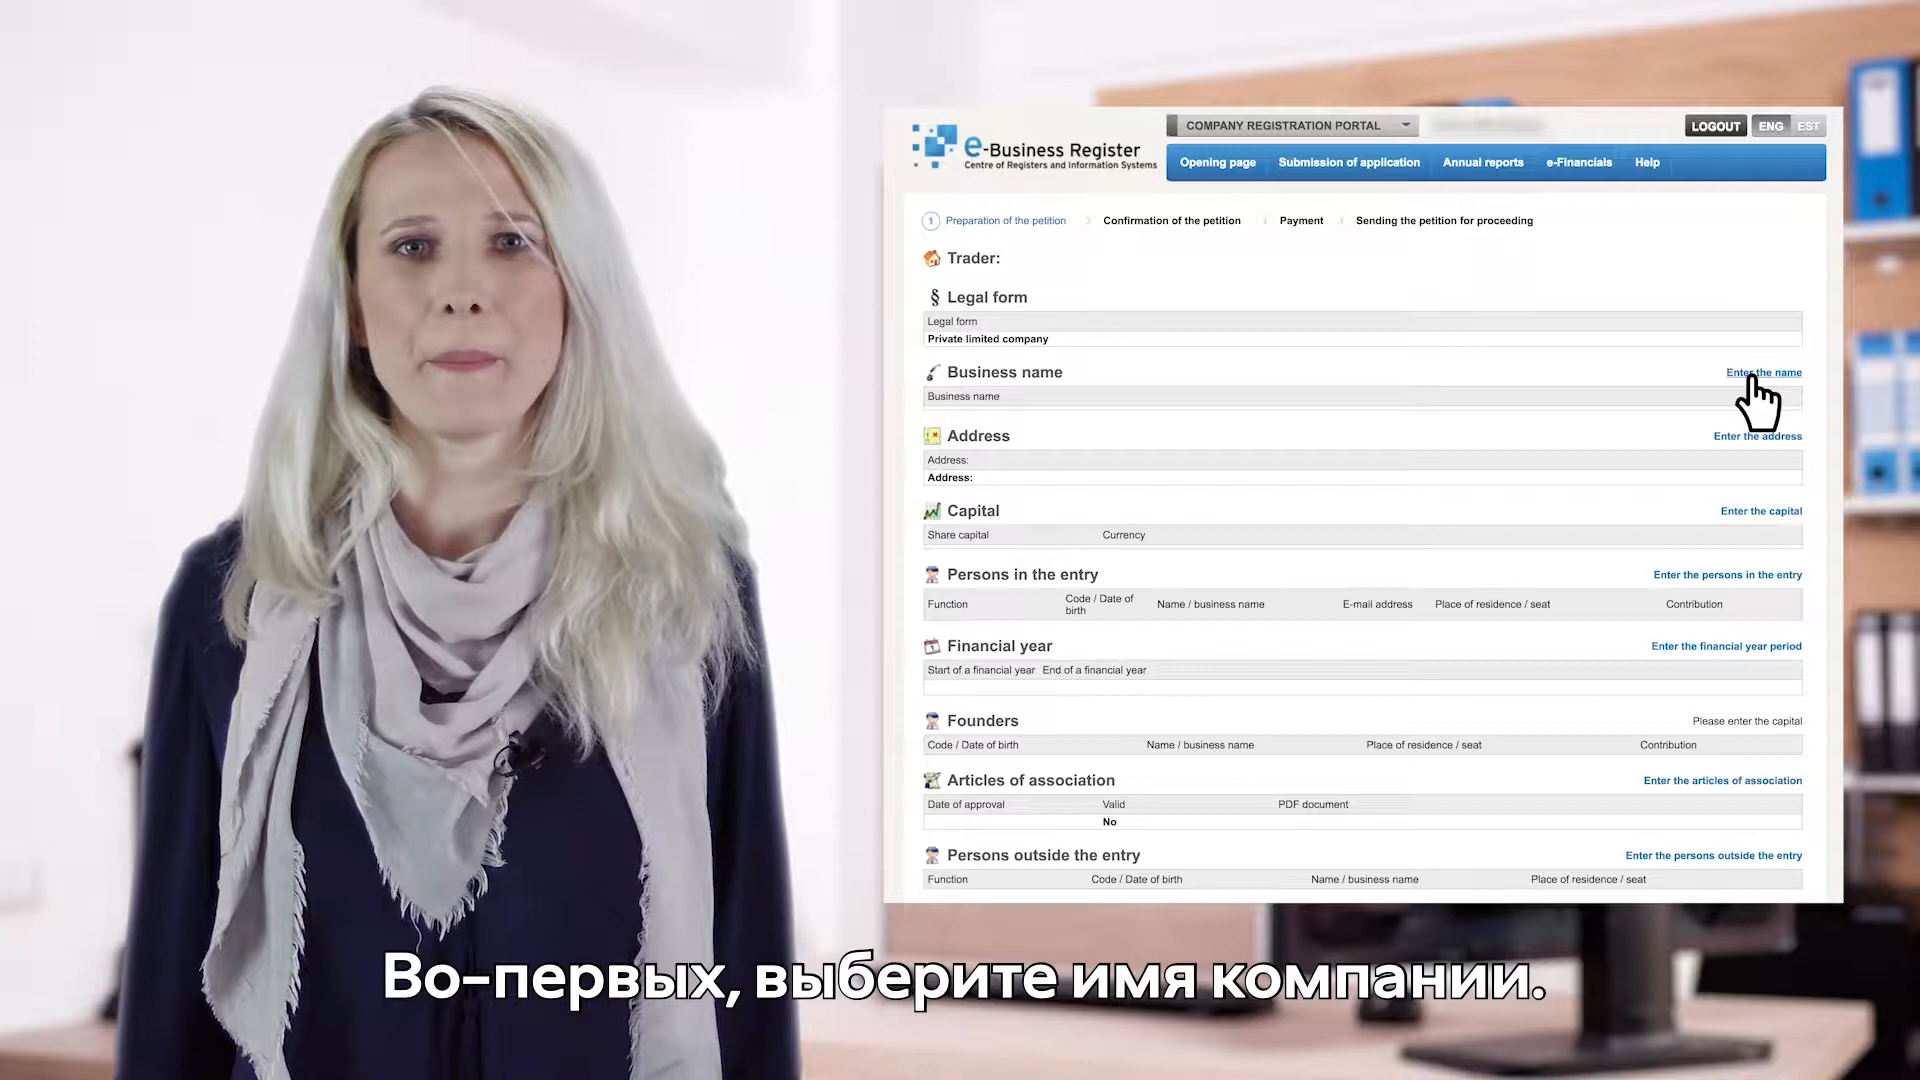 e-Business Register
Centre of Registers and Information Systems
COMPANY REGISTRATION PORTAL
LOGOUT ENG EST
Opening page Submission of application Annual reports e-Financials Help
1 Preparation of the petition Confirmation of the petition Payment Sending the petition for proceeding
Trader:
§ Legal form
Legal form
Private limited company
Business name Enter the name
Business name
Address Enter the address
Address:
Address:
Capital Enter the capital
Share capital Currency
Persons in the entry Enter the persons in the entry
Function Code / Date of birth Name / business name E-mail address Place of residence / seat Contribution
Financial year Enter the financial year period
Start of a financial year End of a financial year
Founders Please enter the capital
Code / Date of birth Name / business name Place of residence / seat Contribution
Articles of association Enter the articles of association
Date of approval Valid PDF document
No
Persons outside the entry Enter the persons outside the entry
Function Code / Date of birth Name / business name Place of residence / seat
Во-первых, выберите имя компании.